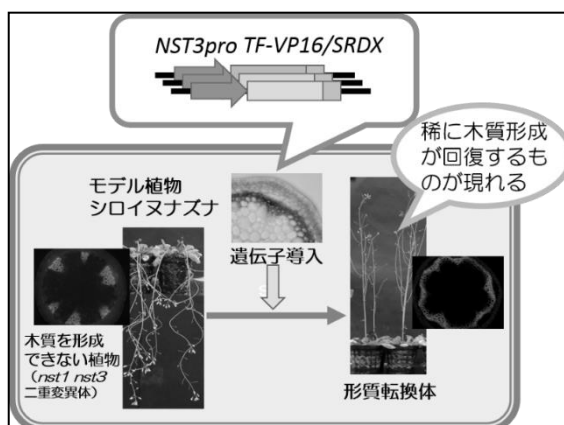 NST3pro TF-VP16/SRDX
稀に木質形成
が回復するも
のが現れる
モデル植物
シロイヌナズナ
遺伝子導入
木質を形成
できない植物
(nst1 nst3
二重変異体)
形質転換体